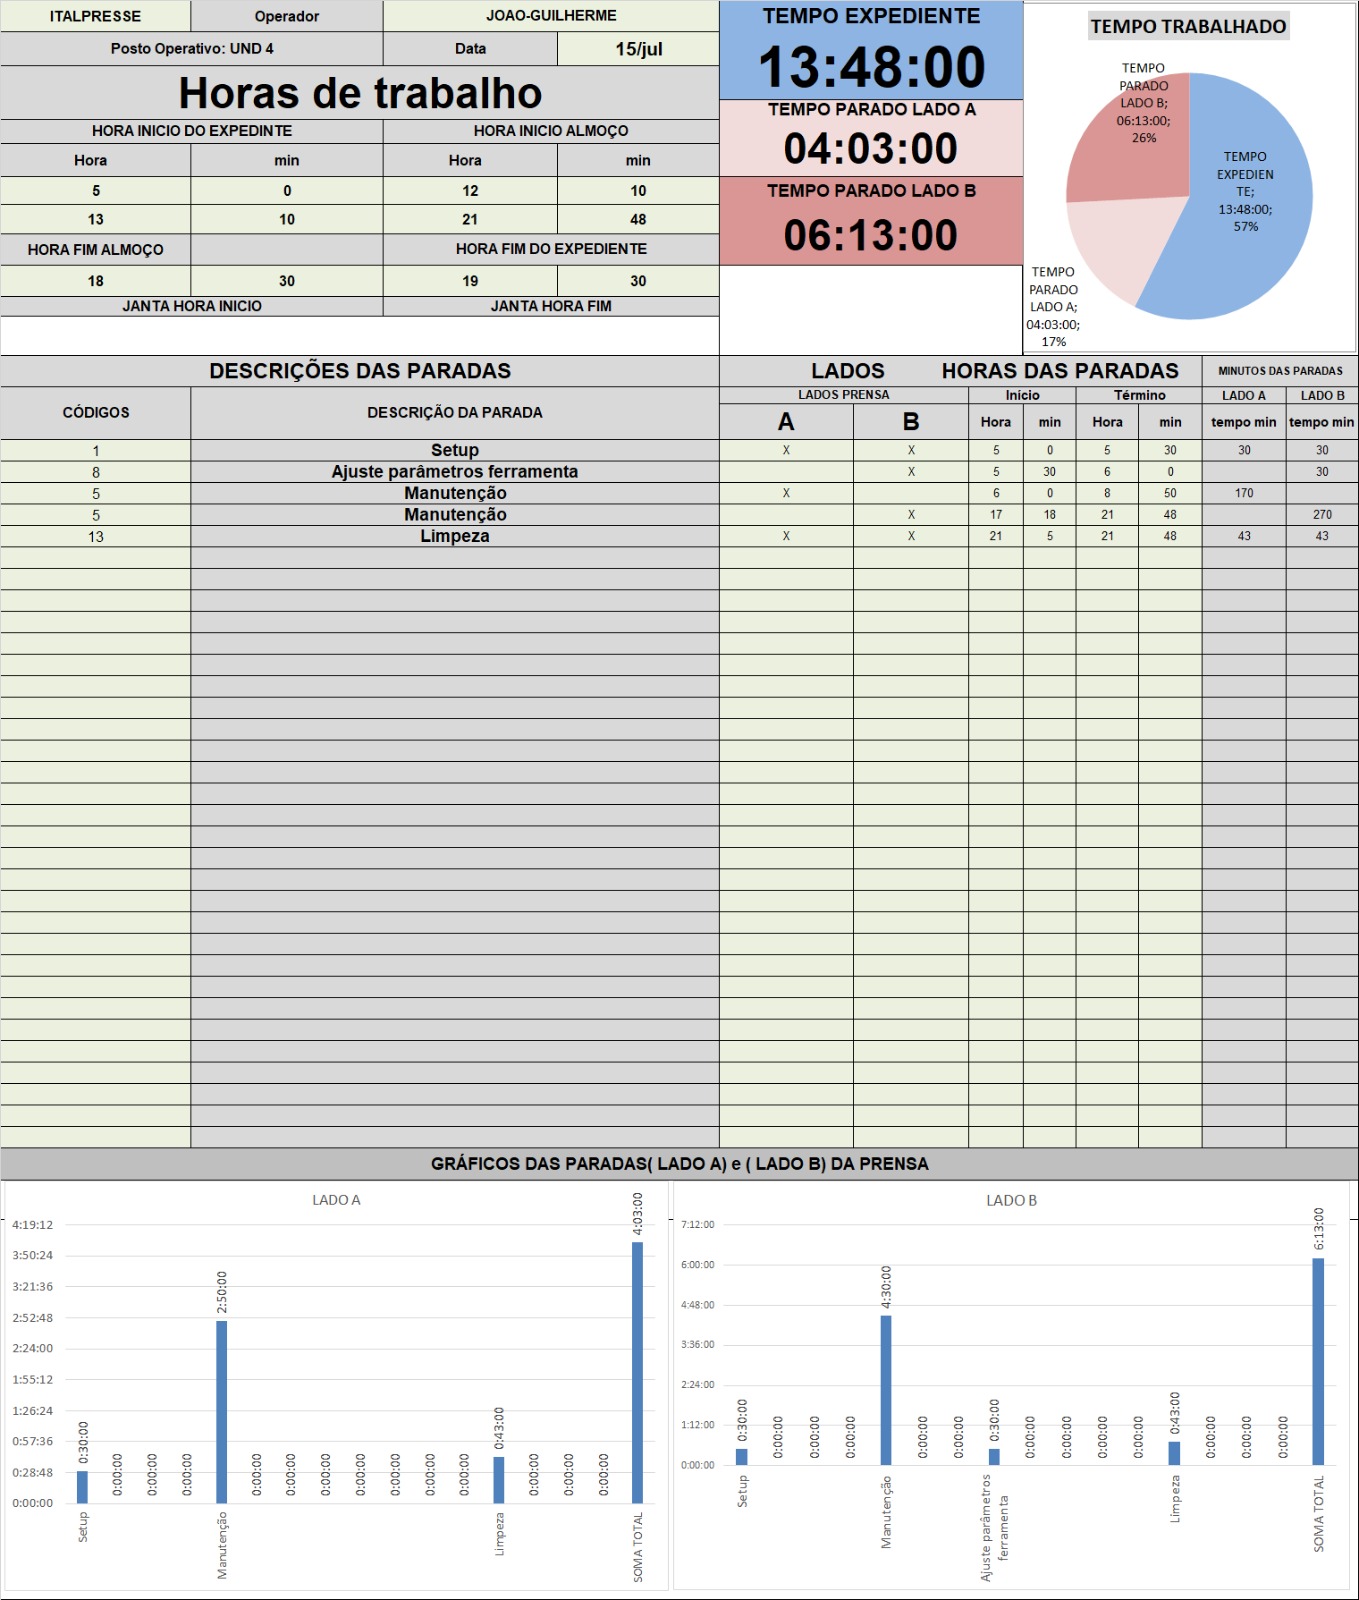 ITALPRESSE Operador JOAO-GUILHERME
Posto Operativo: UND 4 Data 15/jul
Horas de trabalho
HORA INICIO DO EXPEDINTE HORA INICIO ALMOÇO
Hora min Hora min
5 0 12 10
13 10 21 48
HORA FIM ALMOÇO HORA FIM DO EXPEDIENTE
18 30 19 30
JANTA HORA INICIO JANTA HORA FIM
TEMPO EXPEDIENTE
13:48:00
TEMPO PARADO LADO A
04:03:00
TEMPO PARADO LADO B
06:13:00
TEMPO TRABALHADO
TEMPO
PARADO
LADO B;
06:13:00;
26%
TEMPO
EXPEDIEN
TE;
13:48:00;
57%
TEMPO
PARADO
LADO A;
04:03:00;
17%
DESCRIÇÕES DAS PARADAS LADOS HORAS DAS PARADAS MINUTOS DAS PARADAS
CÓDIGOS DESCRIÇÃO DA PARADA LADOS PRENSA Início Término LADO A LADO B
A B Hora min Hora min tempo min tempo min
1 Setup X X 5 0 5 30 30 30
8 Ajuste parâmetros ferramenta X 5 30 6 0 30
5 Manutenção X 6 0 8 50 170
5 Manutenção X 17 18 21 48 270
13 Limpeza X X 21 5 21 48 43 43
GRÁFICOS DAS PARADAS( LADO A) e ( LADO B) DA PRENSA
LADO A
4:19:12
3:50:24
3:21:36
2:52:48
2:24:00
1:55:12
1:26:24
0:57:36
0:28:48
0:00:00
0:30:00
0:00:00
0:00:00
0:00:00
2:50:00
0:00:00
0:00:00
0:00:00
0:00:00
0:00:00
0:00:00
0:00:00
0:43:00
0:00:00
0:00:00
0:00:00
4:03:00
Setup
Manutenção
Limpeza
SOMA TOTAL
LADO B
7:12:00
6:00:00
4:48:00
3:36:00
2:24:00
1:12:00
0:00:00
0:30:00
0:00:00
0:00:00
0:00:00
4:30:00
0:00:00
0:00:00
0:30:00
0:00:00
0:00:00
0:00:00
0:00:00
0:43:00
0:00:00
0:00:00
0:00:00
6:13:00
Setup
Manutenção
Ajuste parâmetros
ferramenta
Limpeza
SOMA TOTAL